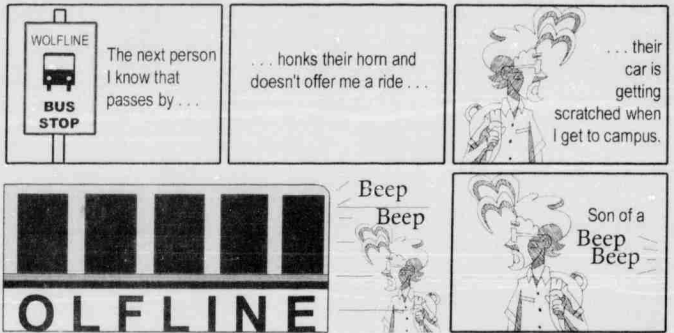 WOLFLINE
BUS
STOP
The next person
I know that
passes by . . .
. . . honks their horn and
doesn't offer me a ride . . .
. . . their
car is
getting
scratched when
I get to campus.
OLFLINE
Beep
Beep
Son of a
Beep
Beep